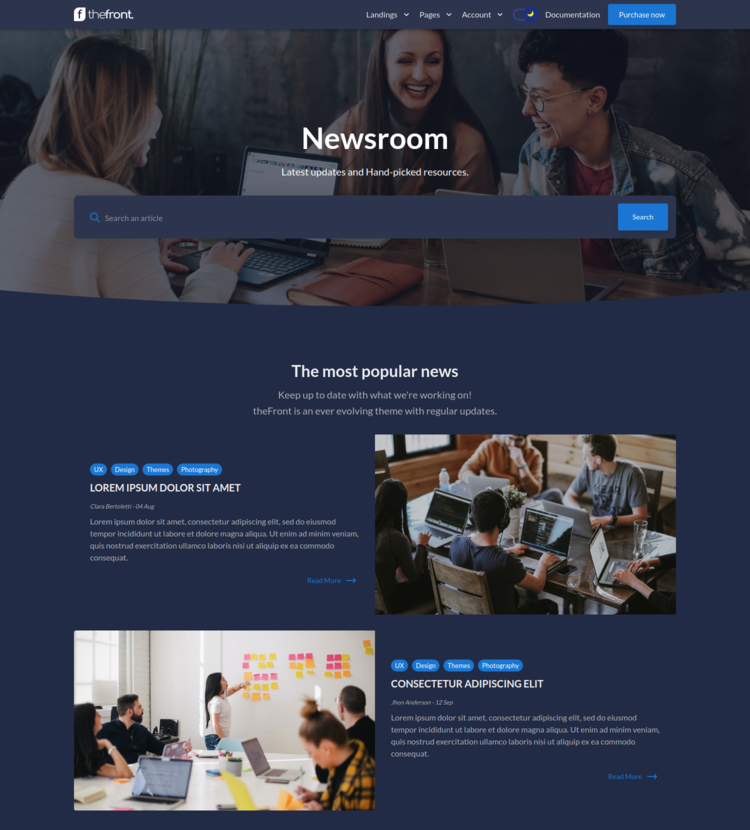 thefront.
Landings Pages Account Documentation Purchase now
Newsroom
Latest updates and Hand-picked resources.
Search an article Search
The most popular news
Keep up to date with what we're working on!
theFront is an ever evolving theme with regular updates.
UX Design Themes Photography
LOREM IPSUM DOLOR SIT AMET
Clara Bertoletti - 04 Aug
Lorem ipsum dolor sit amet, consectetur adipiscing elit, sed do eiusmod
tempor incididunt ut labore et dolore magna aliqua. Ut enim ad minim veniam,
quis nostrud exercitation ullamco laboris nisi ut aliquip ex ea commodo
consequat.
Read More
UX Design Themes Photography
CONSECTETUR ADIPISCING ELIT
Jhon Anderson - 12 Sep
Lorem ipsum dolor sit amet, consectetur adipiscing elit, sed do eiusmod
tempor incididunt ut labore et dolore magna aliqua. Ut enim ad minim veniam,
quis nostrud exercitation ullamco laboris nisi ut aliquip ex ea commodo
consequat.
Read More